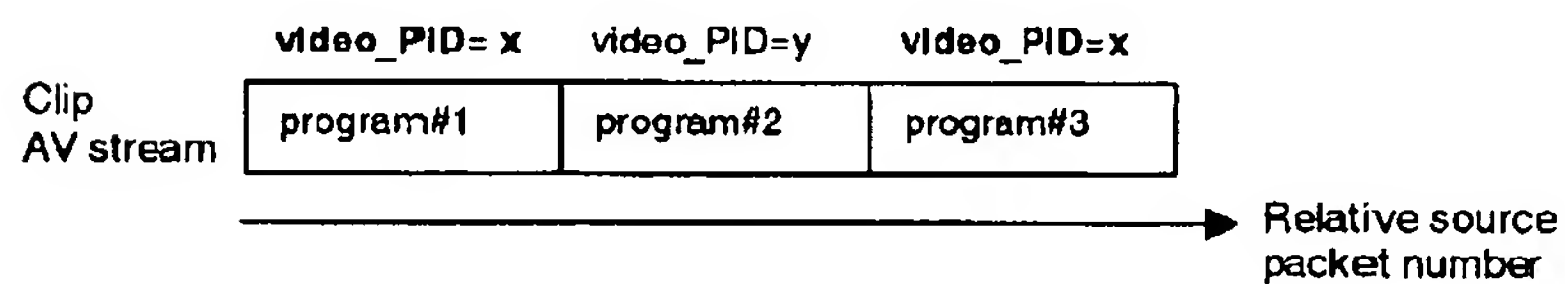 video_PID= x video_PID=y video_PID=x
Clip
AV stream
program#1 program#2 program#3
Relative source
packet number